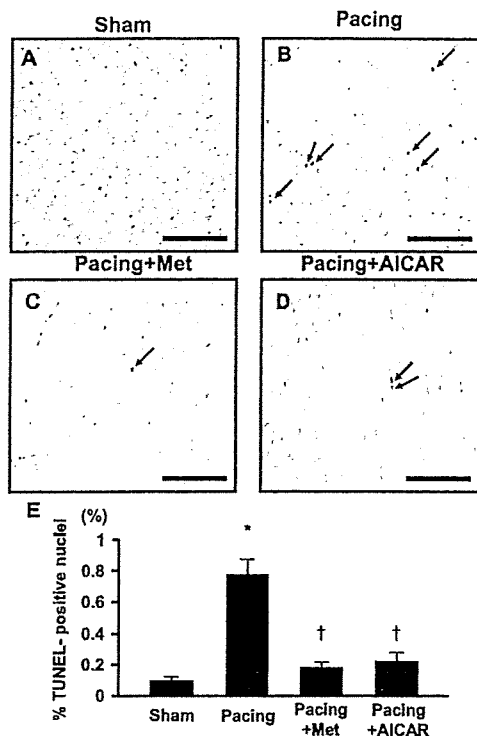 Sham Pacing
A B
Pacing+Met Pacing+AICAR
C D
E (%)
% TUNEL- positive nuclei
1
0.8
0.6
0.4
0.2
0
*
† †
Sham Pacing Pacing Pacing
+Met +AICAR